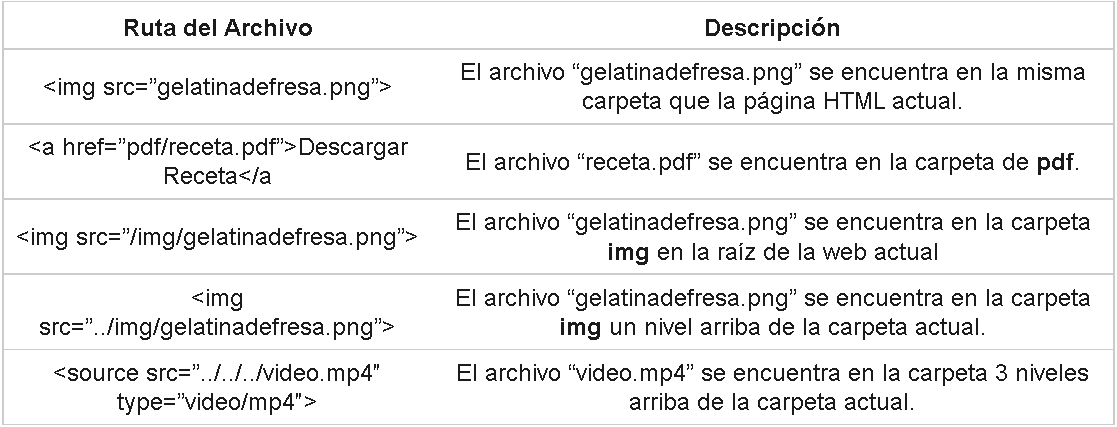 Ruta del Archivo
Descripción
<img src=”gelatinadefresa.png”>
El archivo “gelatinadefresa.png” se encuentra en la misma
carpeta que la página HTML actual.
<a href=”pdf/receta.pdf”>Descargar
Receta</a
El archivo “receta.pdf” se encuentra en la carpeta de pdf.
<img src=”/img/gelatinadefresa.png”>
El archivo “gelatinadefresa.png” se encuentra en la carpeta
img en la raíz de la web actual
<img
src=”../img/gelatinadefresa.png”>
El archivo “gelatinadefresa.png” se encuentra en la carpeta
img un nivel arriba de la carpeta actual.
<source src=”../../../video.mp4″
type=”video/mp4″>
El archivo “video.mp4” se encuentra en la carpeta 3 niveles
arriba de la carpeta actual.